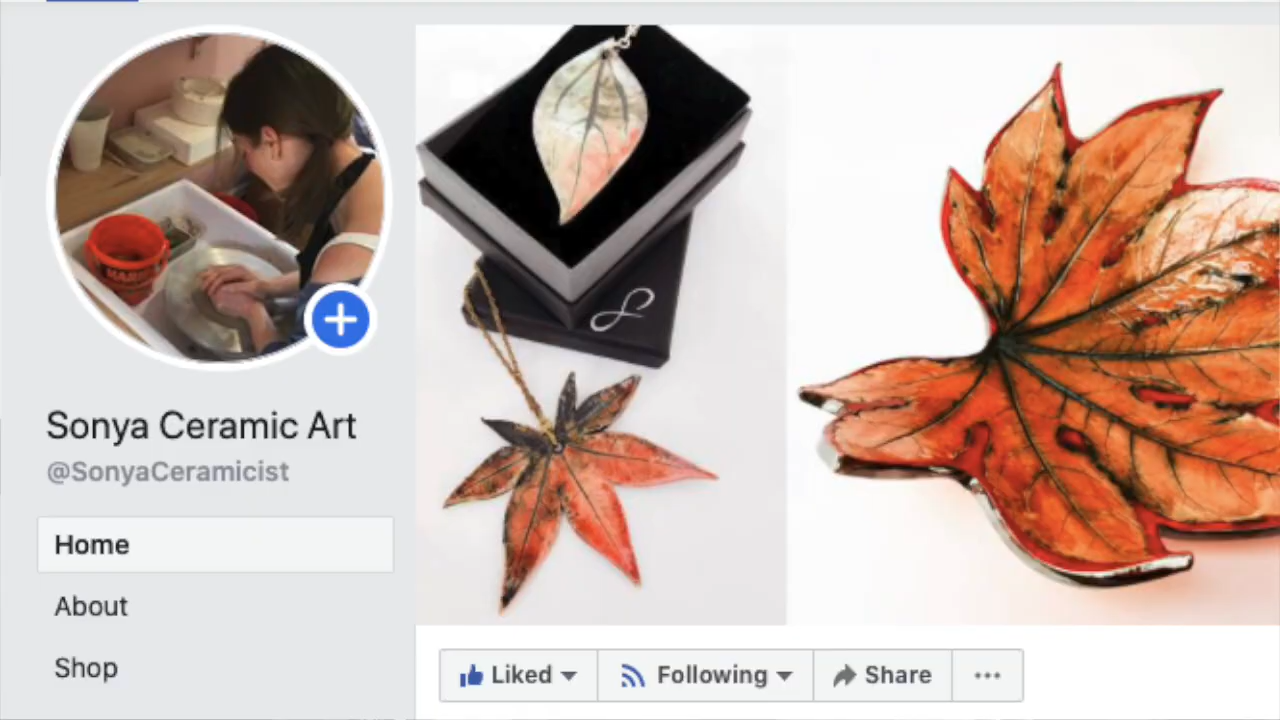 Sonya Ceramic Art
@SonyaCeramicist
Home
About
Shop
Liked
Following
Share